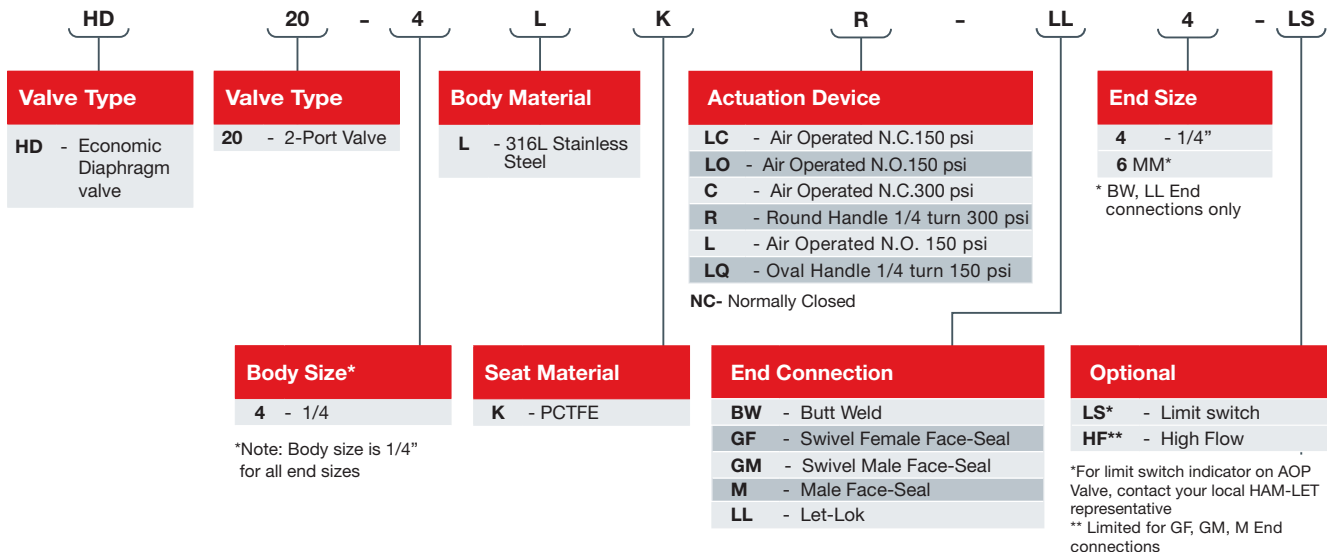 HD 20 – 4 L K R – LL 4 – LS
Valve Type
HD - Economic
Diaphragm
valve
Valve Type
20 - 2-Port Valve
Body Material
L - 316L Stainless
Steel
Actuation Device
LC - Air Operated N.C.150 psi
LO - Air Operated N.O.150 psi
C - Air Operated N.C.300 psi
R - Round Handle 1/4 turn 300 psi
L - Air Operated N.O. 150 psi
LQ - Oval Handle 1/4 turn 150 psi
NC- Normally Closed
End Size
4 - 1/4”
6 MM*
* BW, LL End
connections only
Body Size*
4 - 1/4
*Note: Body size is 1/4”
for all end sizes
Seat Material
K - PCTFE
End Connection
BW - Butt Weld
GF - Swivel Female Face-Seal
GM - Swivel Male Face-Seal
M - Male Face-Seal
LL - Let-Lok
Optional
LS* - Limit switch
HF** - High Flow
*For limit switch indicator on AOP
Valve, contact your local HAM-LET
representative
** Limited for GF, GM, M End
connections